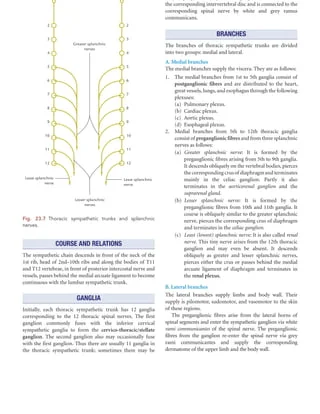 1
2
2
3
3
Greater splanchnic
nerves
4
4
5
5
6
6
7
7
8
8
9
9
10
10
11
11
12
12
Least splanchnic
nerve
Least splanchnic
nerve
Lesser splanchnic
nerves
Fig. 23.7 Thoracic sympathetic trunks and splanchnic
nerves.
COURSE AND RELATIONS
The sympathetic chain descends in front of the neck of the
1st rib, head of 2nd–10th ribs and along the bodies of T11
and T12 vertebrae, in front of posterior intercostal nerve and
vessels, passes behind the medial arcuate ligament to become
continuous with the lumbar sympathetic trunk.
GANGLIA
Initially, each thoracic sympathetic trunk has 12 ganglia
corresponding to the 12 thoracic spinal nerves. The first
ganglion commonly fuses with the inferior cervical
sympathetic ganglia to form the cervico-thoracic/stellate
ganglion. The second ganglion also may occasionally fuse
with the first ganglion. Thus there are usually 11 ganglia in
the thoracic sympathetic trunk; sometimes there may be
the corresponding intervertebral disc and is connected to the
corresponding spinal nerve by white and grey ramus
communicans.
BRANCHES
The branches of thoracic sympathetic trunks are divided
into two groups: medial and lateral.
A. Medial branches
The medial branches supply the viscera. They are as follows:
1. The medial branches from 1st to 5th ganglia consist of
postganglionic fibres and are distributed to the heart,
great vessels, lungs, and esophagus through the following
plexuses:
(a) Pulmonary plexus.
(b) Cardiac plexus.
(c) Aortic plexus.
(d) Esophageal plexus.
2. Medial branches from 5th to 12th thoracic ganglia
consist of preganglionic fibres and form three splanchnic
nerves as follows:
(a) Greater splanchnic nerve: It is formed by the
preganglionic fibres arising from 5th to 9th ganglia.
It descends obliquely on the vertebral bodies, pierces
the corresponding crus of diaphragm and terminates
mainly in the celiac ganglion. Partly it also
terminates in the aorticorenal ganglion and the
suprarenal gland.
(b) Lesser splanchnic nerve: It is formed by the
preganglionic fibres from 10th and 11th ganglia. It
course is obliquely similar to the greater splanchnic
nerve, pierces the corresponding crus of diaphragm
and terminates in the celiac ganglion.
(c) Least (lowest) splanchnic nerve: It is also called renal
nerve. This tiny nerve arises from the 12th thoracic
ganglion and may even be absent. It descends
obliquely as greater and lesser splanchnic nerves,
pierces either the crus or passes behind the medial
arcuate ligament of diaphragm and terminates in
the renal plexus.
B. Lateral branches
The lateral branches supply limbs and body wall. Their
supply is pilomotor, sudomotor, and vasomotor to the skin
of these regions.
The preganglionic fibres arise from the lateral horns of
spinal segments and enter the sympathetic ganglion via white
rami communicantes of the spinal nerve. The preganglionic
fibres from the ganglion re-enter the spinal nerve via grey
rami communicantes and supply the corresponding
dermatomes of the upper limb and the body wall.